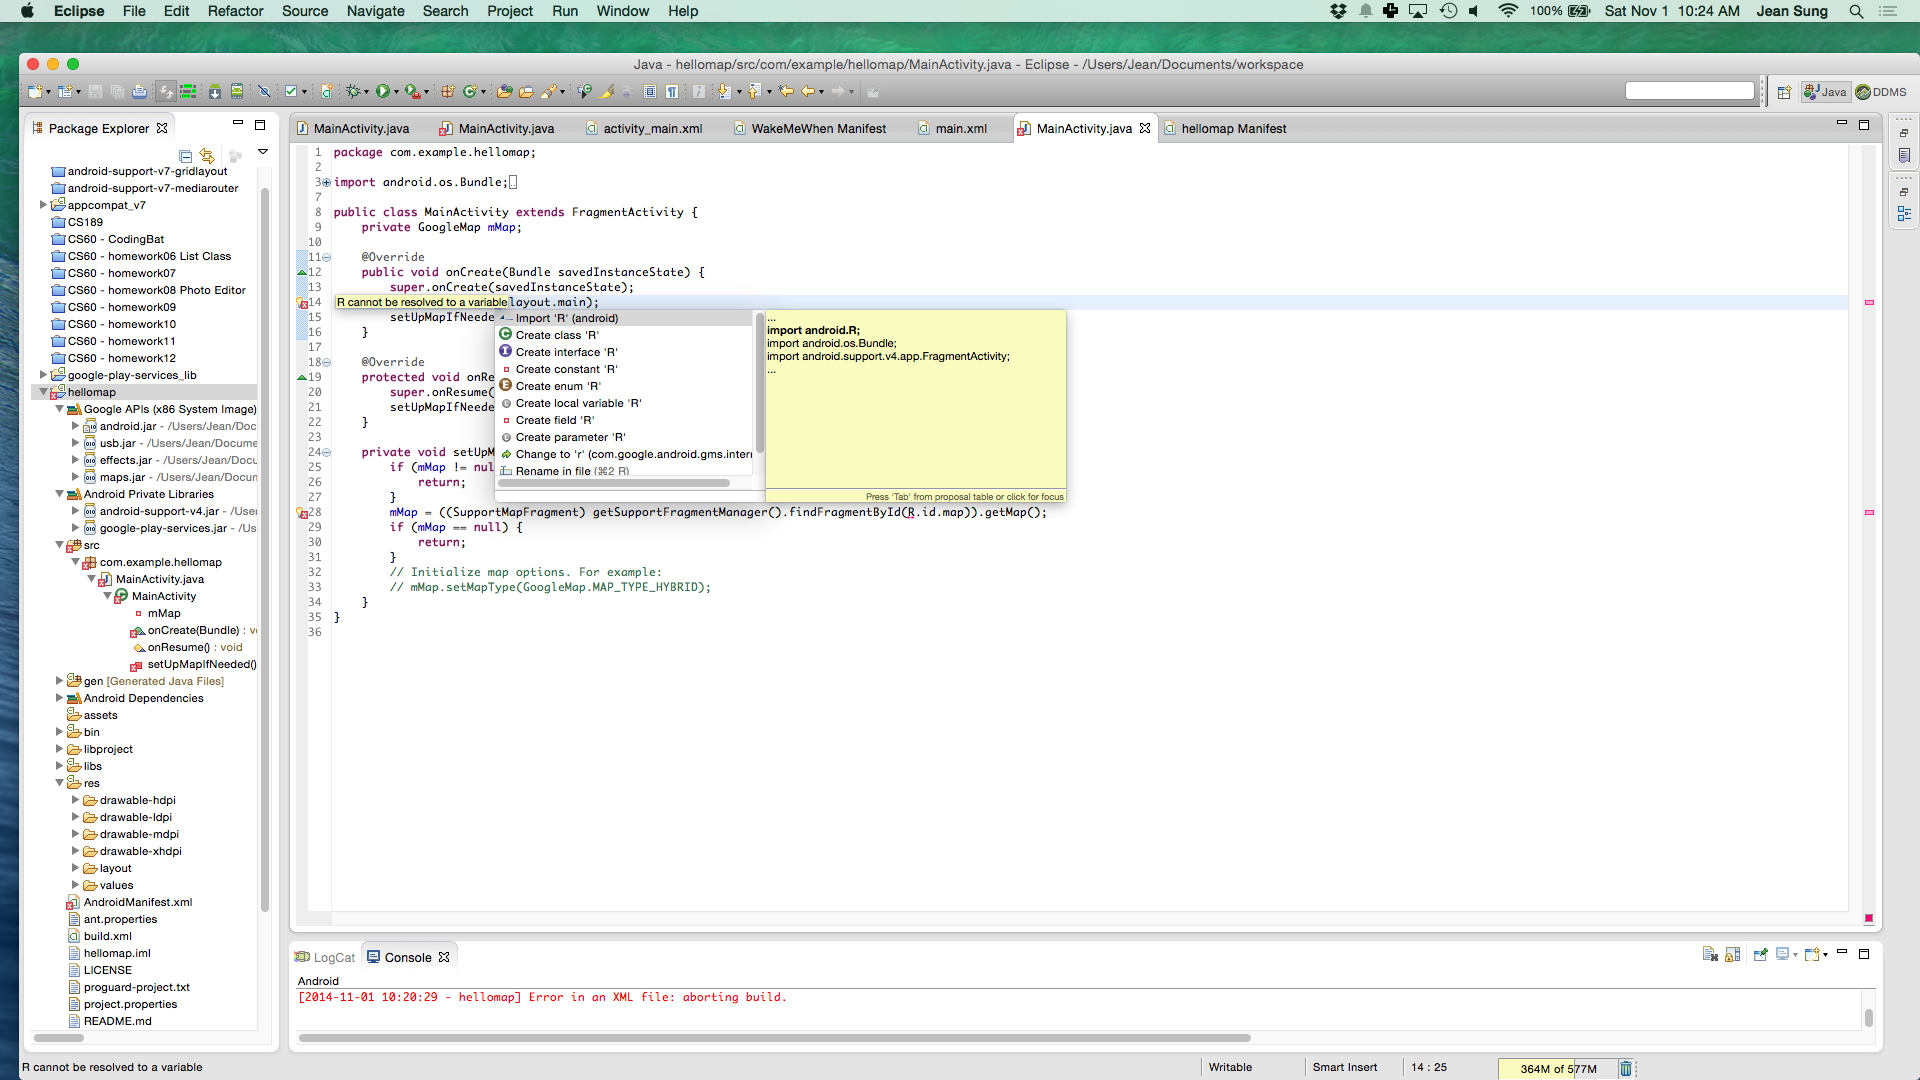 Eclipse File Edit Refactor Source Navigate Search Project Run Window Help 100% Sat Nov 1 10:24 AM Jean Sung
Java - hellomap/src/com/example/hellomap/MainActivity.java - Eclipse - /Users/Jean/Documents/workspace
Java DDMS
Package Explorer
android-support-v7-gridlayout
android-support-v7-mediarouter
appcompat_v7
CS189
CS60 - CodingBat
CS60 - homework06 List Class
CS60 - homework07
CS60 - homework08 Photo Editor
CS60 - homework09
CS60 - homework10
CS60 - homework11
CS60 - homework12
google-play-services_lib
hellomap
Google APIs (x86 System Image)
android.jar - /Users/Jean/Doc
usb.jar - /Users/Jean/Docume
effects.jar - /Users/Jean/Docu
maps.jar - /Users/Jean/Docun
Android Private Libraries
android-support-v4.jar - /Use
google-play-services.jar - /Us
src
com.example.hellomap
MainActivity.java
MainActivity
mMap
onCreate(Bundle) : v
onResume() : void
setUpMapIfNeeded()
gen [Generated Java Files]
Android Dependencies
assets
bin
libproject
libs
res
drawable-hdpi
drawable-ldpi
drawable-mdpi
drawable-xhdpi
layout
values
AndroidManifest.xml
ant.properties
build.xml
hellomap.iml
LICENSE
proguard-project.txt
project.properties
README.md
MainActivity.java MainActivity.java activity_main.xml WakeMeWhen Manifest main.xml MainActivity.java hellomap Manifest
1 package com.example.hellomap;
2
3 import android.os.Bundle;
7
8 public class MainActivity extends FragmentActivity {
9 private GoogleMap mMap;
10
11 @Override
12 public void onCreate(Bundle savedInstanceState) {
13 super.onCreate(savedInstanceState);
14 R cannot be resolved to a variable layout.main);
15 setUpMapIfNeede
16 }
17
18 @Override
19 protected void onRe
20 super.onResume(
21 setUpMapIfNeede
22 }
23
24 private void setUpM
25 if (mMap != nul
26 return;
27 }
28 mMap = ((SupportMapFragment) getSupportFragmentManager().findFragmentById(R.id.map)).getMap();
29 if (mMap == null) {
30 return;
31 }
32 // Initialize map options. For example:
33 // mMap.setMapType(GoogleMap.MAP_TYPE_HYBRID);
34 }
35 }
36
Import 'R' (android)
Create class 'R'
Create interface 'R'
Create constant 'R'
Create enum 'R'
Create local variable 'R'
Create field 'R'
Create parameter 'R'
Change to 'r' (com.google.android.gms.interr
Rename in file (⌘2 R)
...
import android.R;
import android.os.Bundle;
import android.support.v4.app.FragmentActivity;
...
Press 'Tab' from proposal table or click for focus
LogCat Console
Android
[2014-11-01 10:20:29 - hellomap] Error in an XML file: aborting build.
R cannot be resolved to a variable Writable Smart Insert 14 : 25 364M of 577M